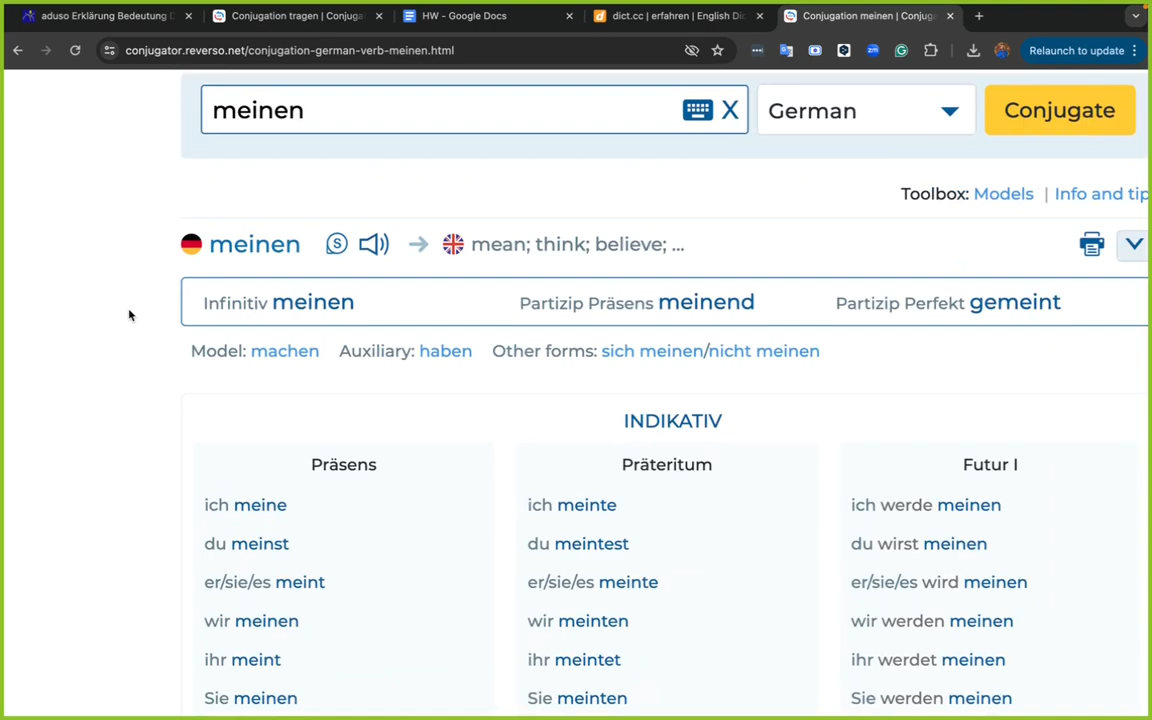 aduso Erklärung Bedeutung D
Conjugation tragen | Conjuga
HW - Google Docs
dict.cc | erfahren | English Dic
Conjugation meinen | Conjug
conjugator.reverso.net/conjugation-german-verb-meinen.html
Relaunch to update
meinen
X
German
Conjugate
Toolbox: Models | Info and tip
meinen
S
mean; think; believe; ...
Infinitiv meinen
Partizip Präsens meinend
Partizip Perfekt gemeint
Model: machen Auxiliary: haben Other forms: sich meinen/nicht meinen
INDIKATIV
Präsens
ich meine
du meinst
er/sie/es meint
wir meinen
ihr meint
Sie meinen
Präteritum
ich meinte
du meintest
er/sie/es meinte
wir meinten
ihr meintet
Sie meinten
Futur I
ich werde meinen
du wirst meinen
er/sie/es wird meinen
wir werden meinen
ihr werdet meinen
Sie werden meinen